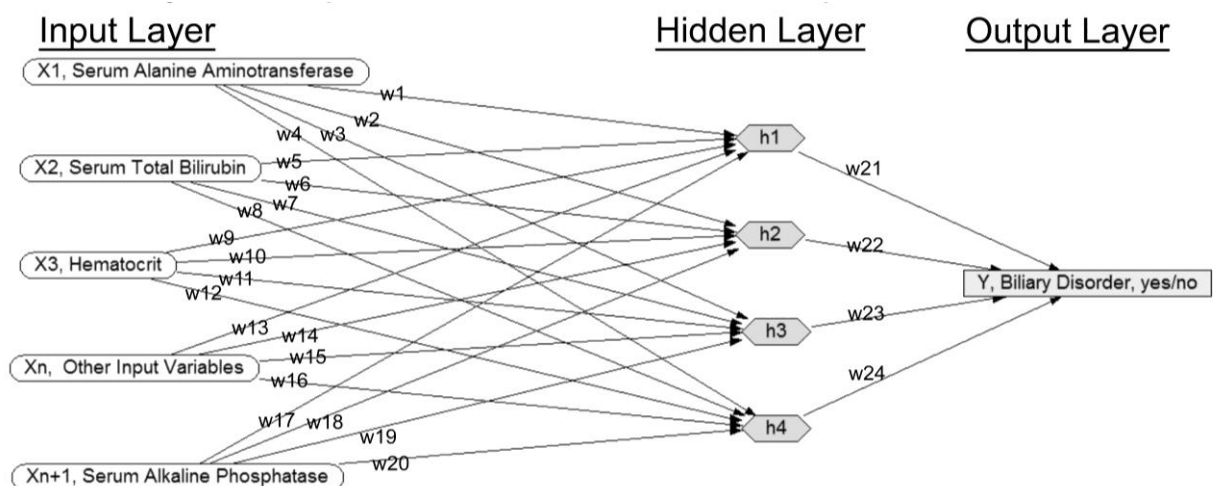 Input Layer
Hidden Layer
Output Layer
X1, Serum Alanine Aminotransferase
w1
w2
w4
w3
h1
X2, Serum Total Bilirubin
w5
w21
w6
w8
w7
w9
h2
w10
w22
X3, Hematocrit
w11
Y, Biliary Disorder, yes/no
w12
w13
w14
h3
w23
w15
Xn, Other Input Variables
w16
w24
w17
w18
h4
w19
w20
Xn+1, Serum Alkaline Phosphatase